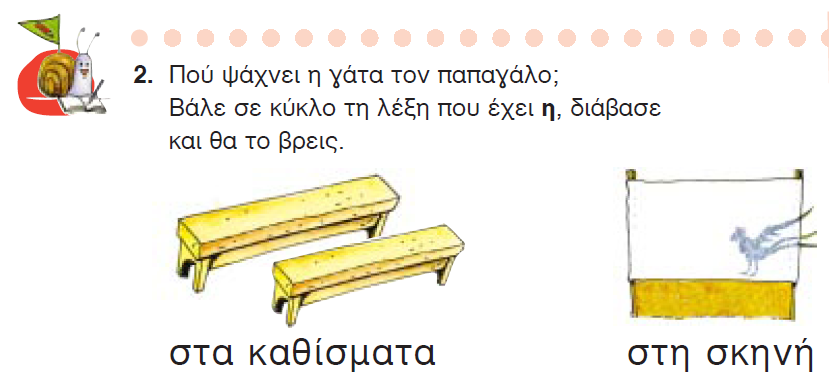 2. Πού ψάχνει η γάτα τον παπαγάλο;
Βάλε σε κύκλο τη λέξη που έχει η, διάβασε
και θα το βρεις.
στα καθίσματα
στη σκηνή